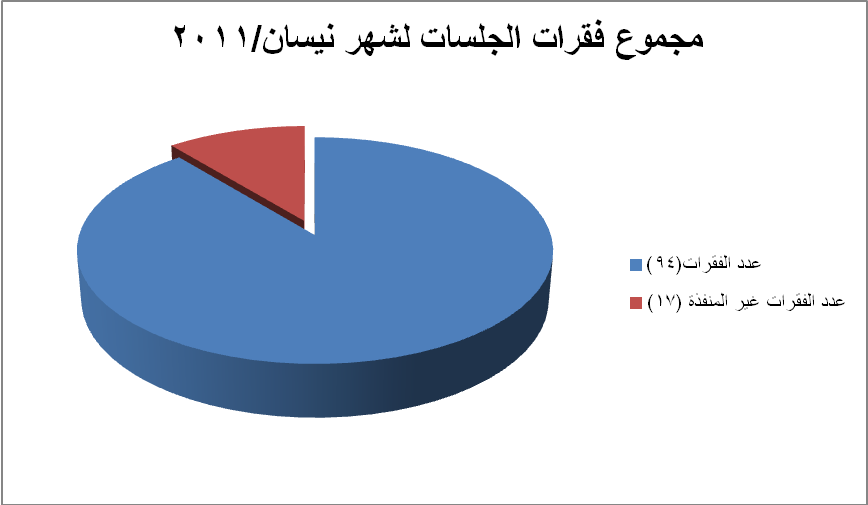 مجموع فقرات الجلسات لشهر نيسان/٢٠١١
عدد الفقرات(٩٤)
عدد الفقرات غير المنفذة (١٧)